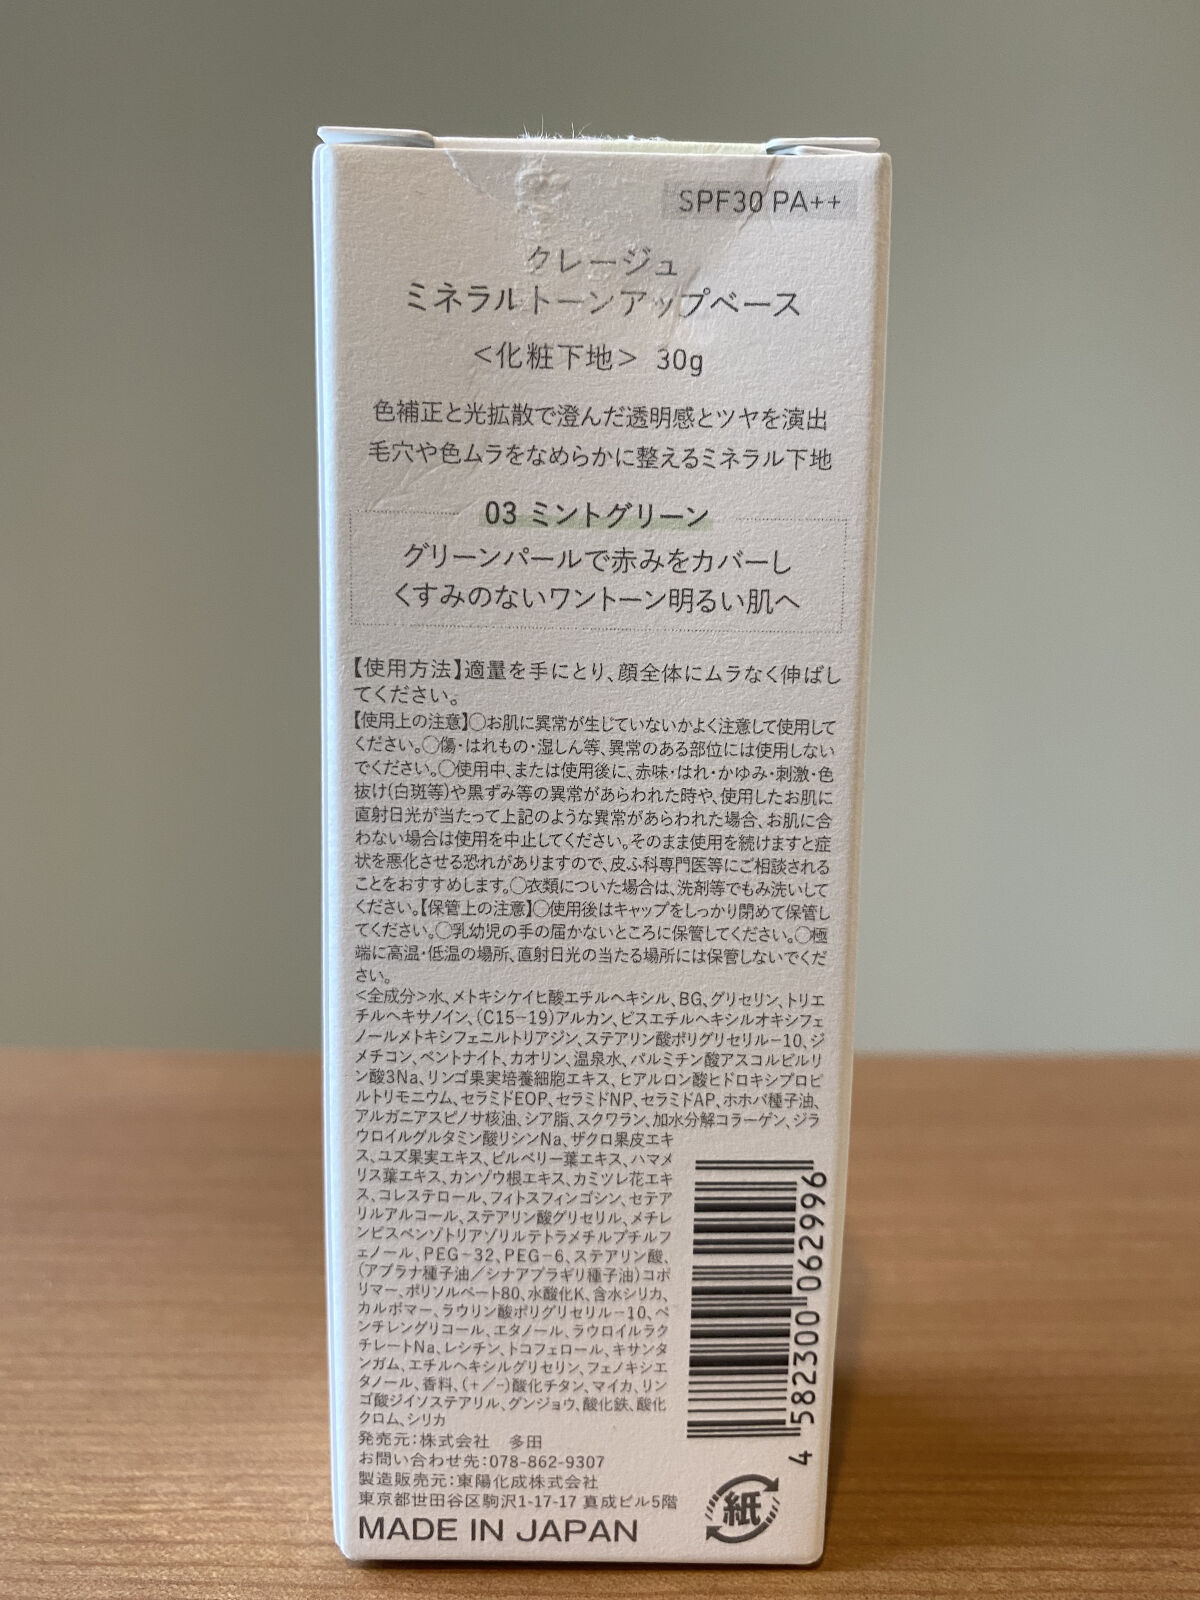 SPF30 PA++
クレージュ
ミネラルトーンアップベース
<化粧下地> 30g
色補正と光拡散で澄んだ透明感とツヤを演出
毛穴や色ムラをなめらかに整えるミネラル下地
03 ミントグリーン
グリーンパールで赤みをカバーし
くすみのないワントーン明るい肌へ
【使用方法】適量を手にとり、顔全体にムラなく伸ばし
てください。
【使用上の注意】○お肌に異常が生じていないかよく注意して使用して
ください。○傷・はれもの・湿しん等、異常のある部位には使用しない
でください。○使用中、または使用後に、赤味・はれ・かゆみ・刺激・色
抜け(白斑等)や黒ずみ等の異常があらわれた時や、使用したお肌に
直射日光が当たって上記のような異常があらわれた場合、お肌に合
わない場合は使用を中止してください。そのまま使用を続けますと症
状を悪化させる恐れがありますので、皮ふ科専門医等にご相談される
ことをおすすめします。○衣類についた場合は、洗剤等でもみ洗いして
ください。【保管上の注意】○使用後はキャップをしっかり閉めて保管し
てください。○乳幼児の手の届かないところに保管してください。○極
端に高温・低温の場所、直射日光の当たる場所には保管しないでくだ
さい。
<全成分>水、メトキシケイヒ酸エチルヘキシル、BG、グリセリン、トリエ
チルヘキサノイン、(C15-19)アルカン、ビスエチルヘキシルオキシフェ
ノールメトキシフェニルトリアジン、ステアリン酸ポリグリセリル-10、ジ
メチコン、ベントナイト、カオリン、温泉水、パルミチン酸アスコルビルリ
ン酸3Na、リンゴ果実培養細胞エキス、ヒアルロン酸ヒドロキシプロピ
ルトリモニウム、セラミドEOP、セラミドNP、セラミドAP、ホホバ種子油、
アルガニアスピノサ核油、シア脂、スクワラン、加水分解コラーゲン、ジラ
ウロイルグルタミン酸リシンNa、ザクロ果皮エキ
ス、ユズ果実エキス、ビルベリー葉エキス、ハマメ
リス葉エキス、カンゾウ根エキス、カミツレ花エキ
ス、コレステロール、フィトスフィンゴシン、セテア
リルアルコール、ステアリン酸グリセリル、メチレ
ンビスベンゾトリアゾリルテトラメチルブチルフ
ェノール、PEG-32、PEG-6、ステアリン酸、
(アブラナ種子油/シナアブラギリ種子油)コポ
リマー、ポリソルベート80、水酸化K、含水シリカ、
カルボマー、ラウリン酸ポリグリセリル-10、ペ
ンチレングリコール、エタノール、ラウロイルラク
チレートNa、レシチン、トコフェロール、キサンタ
ンガム、エチルヘキシルグリセリン、フェノキシエ
タノール、香料、(+/-)酸化チタン、マイカ、リン
ゴ酸ジイソステアリル、グンジョウ、酸化鉄、酸化
クロム、シリカ
発売元:株式会社 多田
お問い合わせ先:078-862-9307
製造販売元:東陽化成株式会社
東京都世田谷区駒沢1-17-17 真成ビル5階
MADE IN JAPAN
4 582300 062996
紙